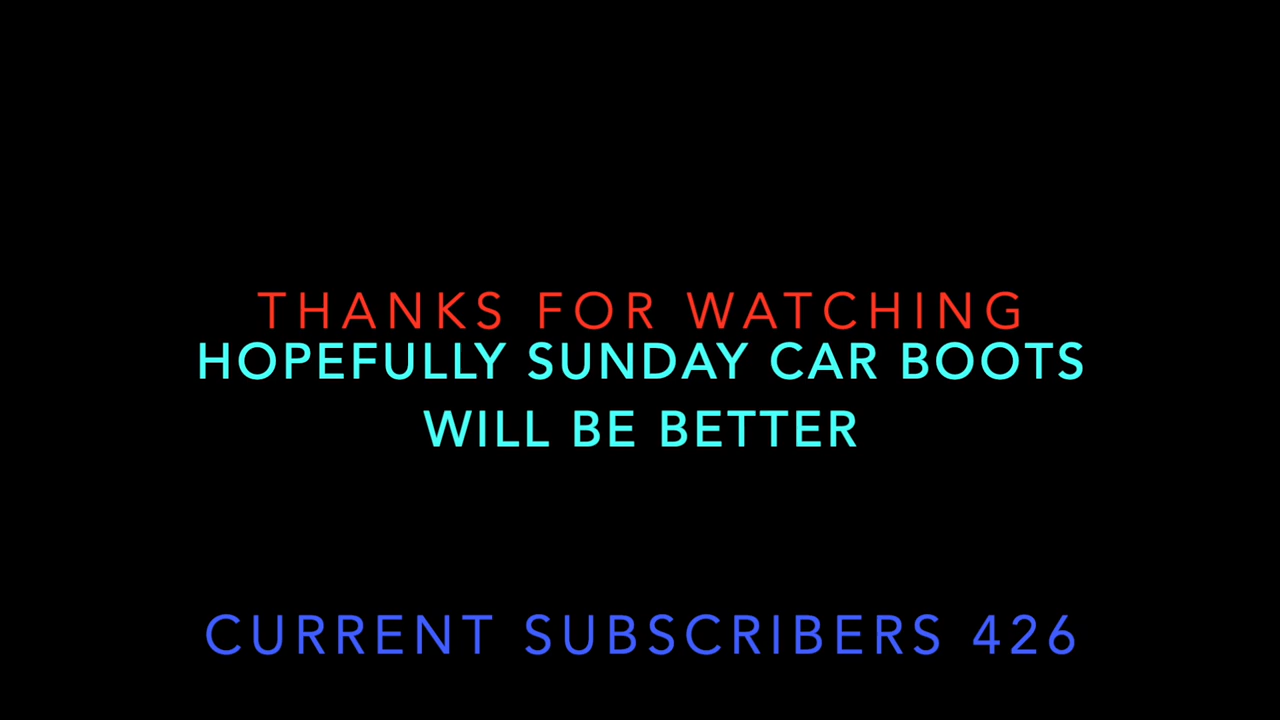 THANKS FOR WATCHING
HOPEFULLY SUNDAY CAR BOOTS
WILL BE BETTER
CURRENT SUBSCRIBERS 426